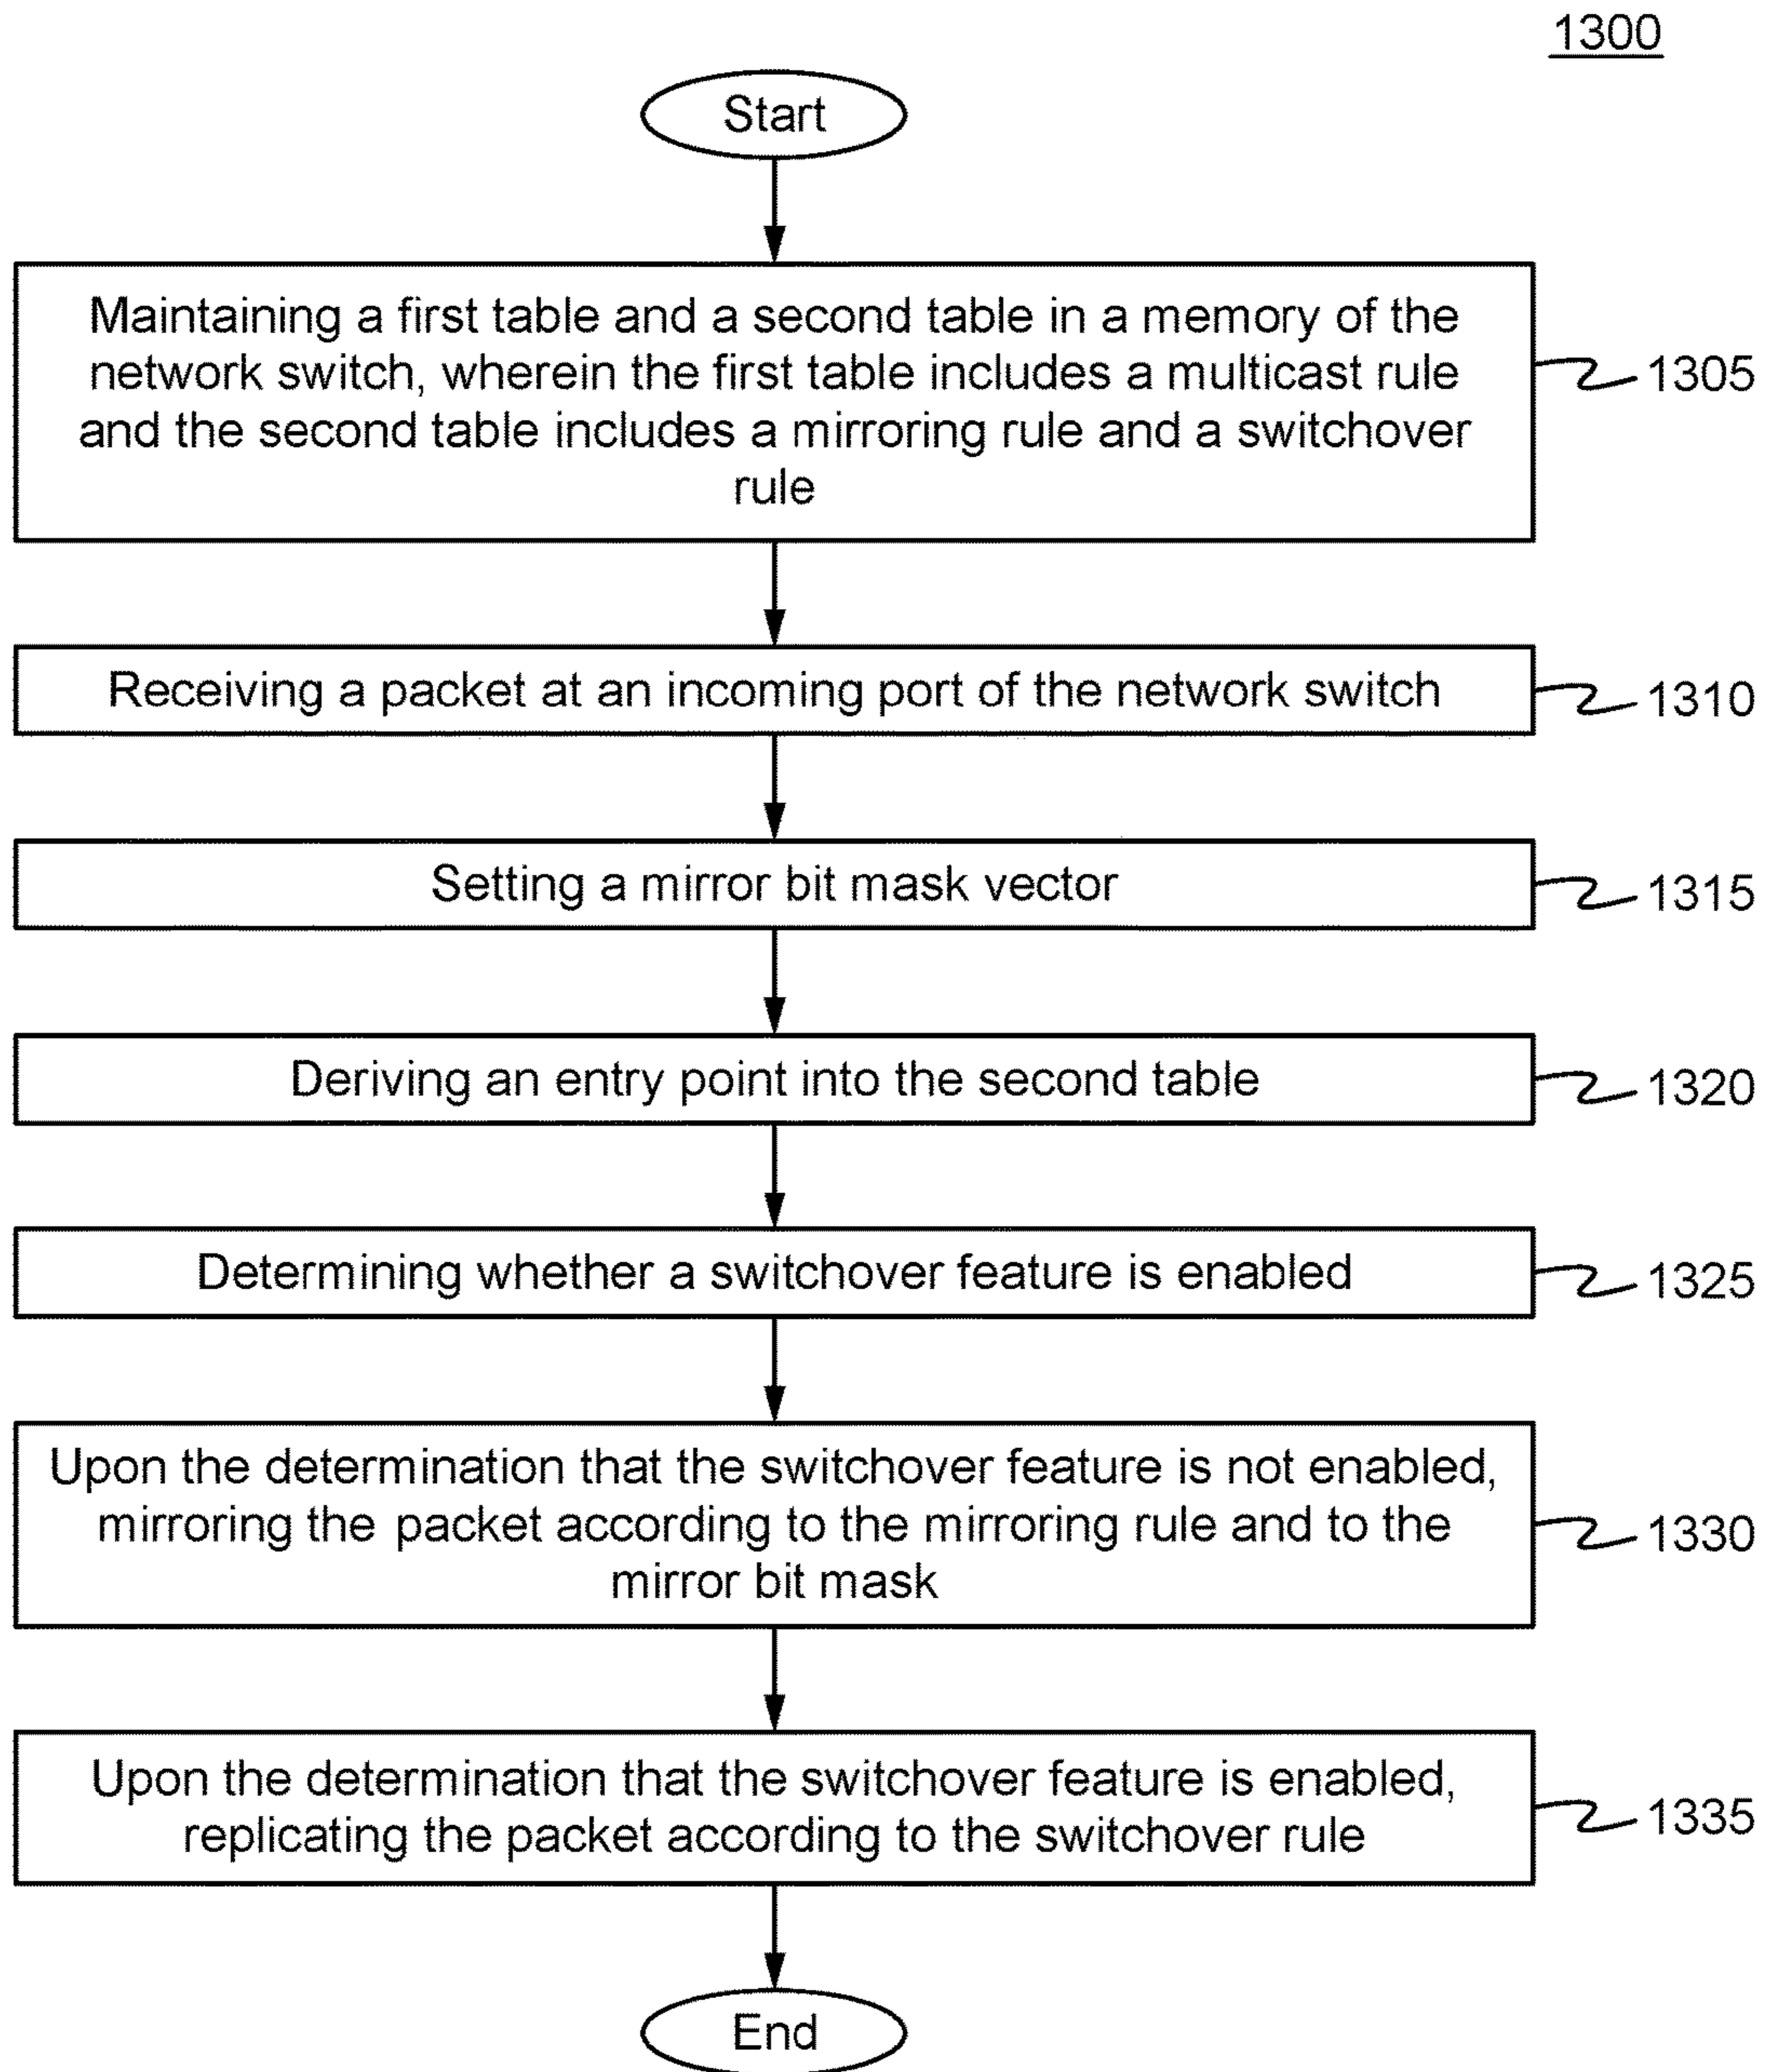 1300
Start
Maintaining a first table and a second table in a memory of the
network switch, wherein the first table includes a multicast rule
and the second table includes a mirroring rule and a switchover
rule
1305
Receiving a packet at an incoming port of the network switch
1310
Setting a mirror bit mask vector
1315
Deriving an entry point into the second table
1320
Determining whether a switchover feature is enabled
1325
Upon the determination that the switchover feature is not enabled,
mirroring the packet according to the mirroring rule and to the
mirror bit mask
1330
Upon the determination that the switchover feature is enabled,
replicating the packet according to the switchover rule
1335
End